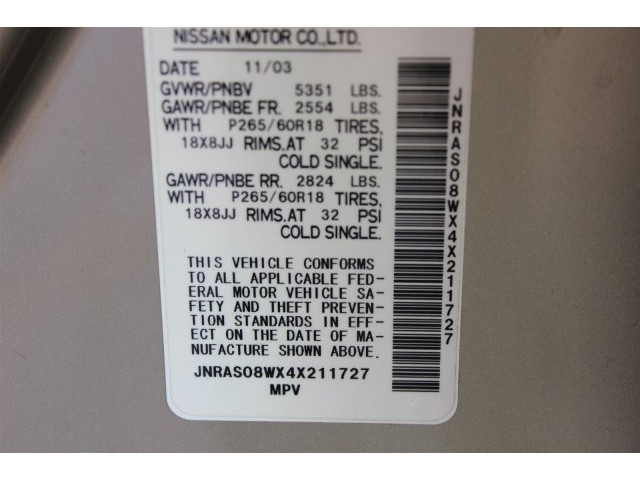 NISSAN MOTOR CO.,LTD.
DATE 11/03
GVWR/PNBV 5351 LBS.
GAWR/PNBE FR. 2554 LBS.
WITH P265/60R18 TIRES,
18X8JJ RIMS.AT 32 PSI
COLD SINGLE.
GAWR/PNBE RR. 2824 LBS.
WITH P265/60R18 TIRES,
18X8JJ RIMS.AT 32 PSI
COLD SINGLE.
THIS VEHICLE CONFORMS
TO ALL APPLICABLE FED-
ERAL MOTOR VEHICLE SA-
FETY AND THEFT PREVEN-
TION STANDARDS IN EFF-
ECT ON THE DATE OF MA-
NUFACTURE SHOWN ABOVE.
JNRAS08WX4X211727
MPV
JNRAS08WX4X211727